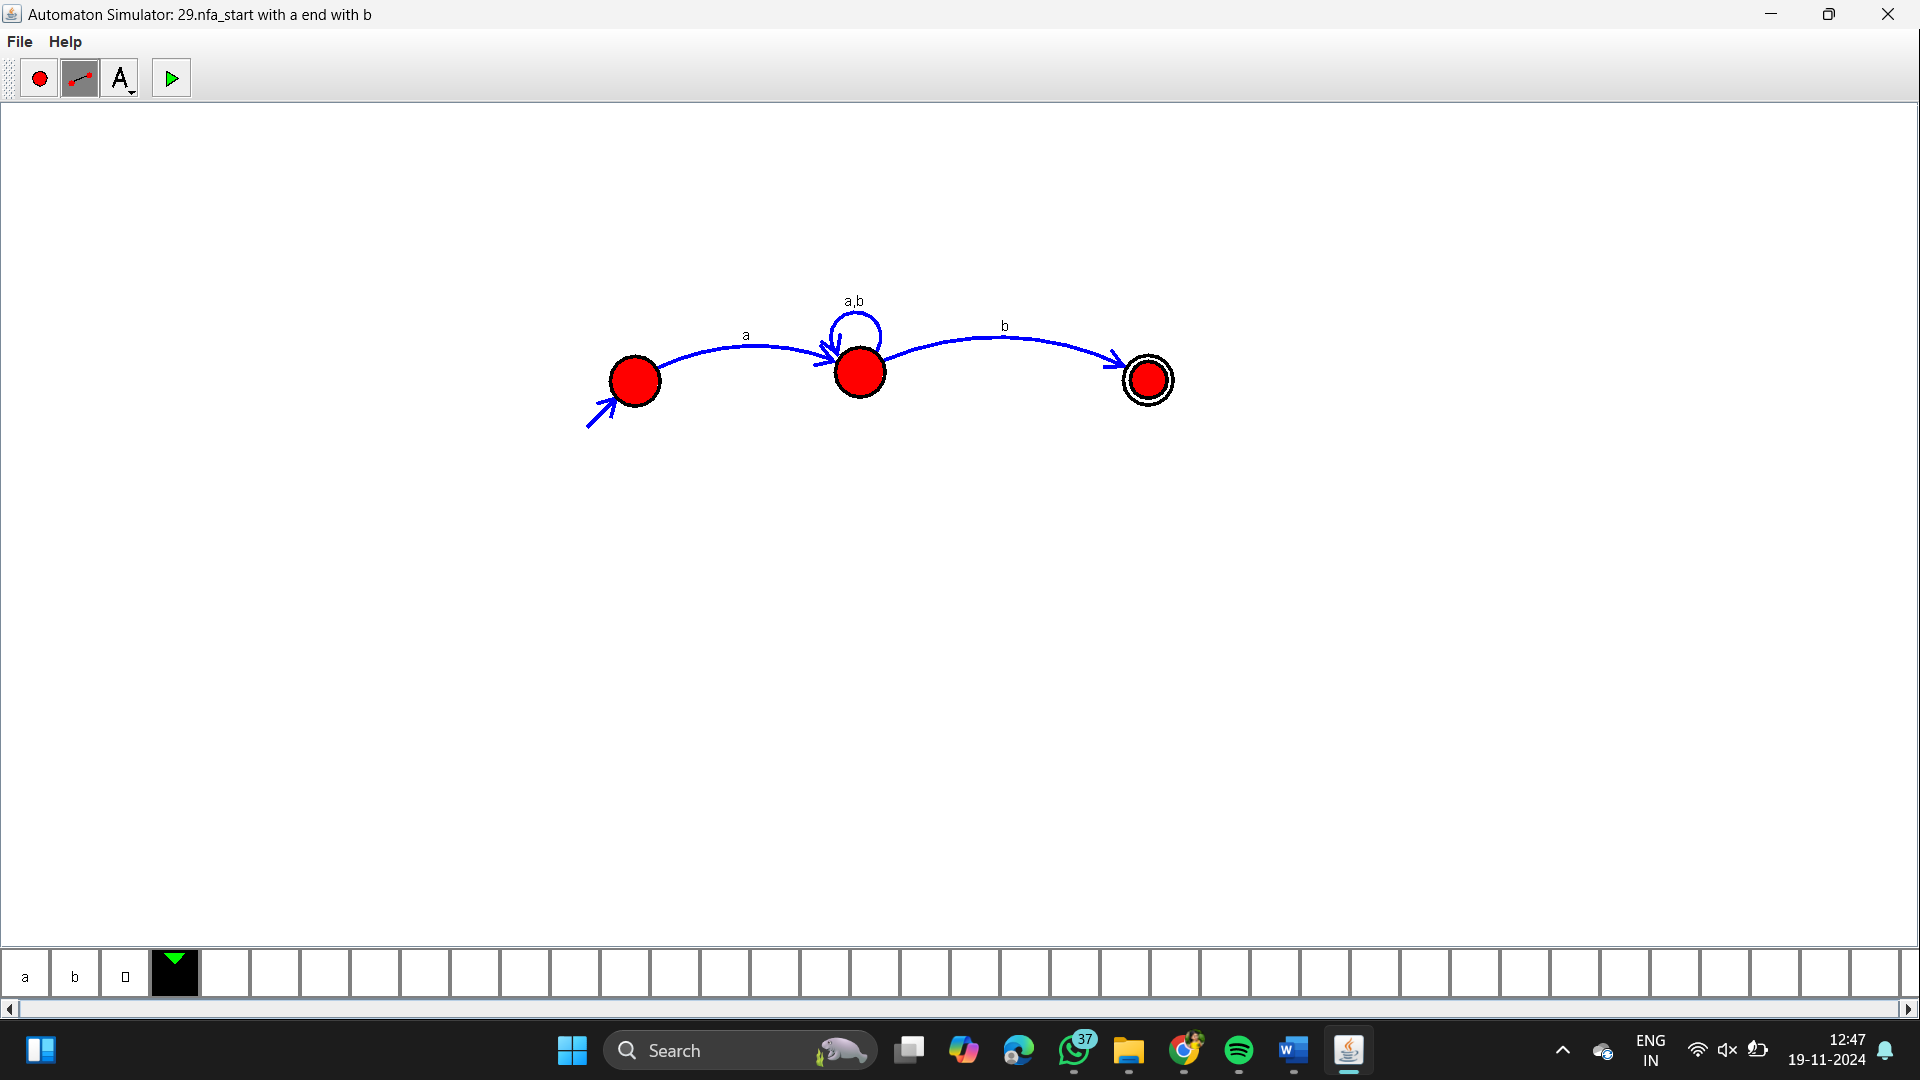 Automaton Simulator: 29.nfa_start with a end with b
File Help
A
a,b
b
a
a b
Search
37
W
ENG
IN
12:47
19-11-2024